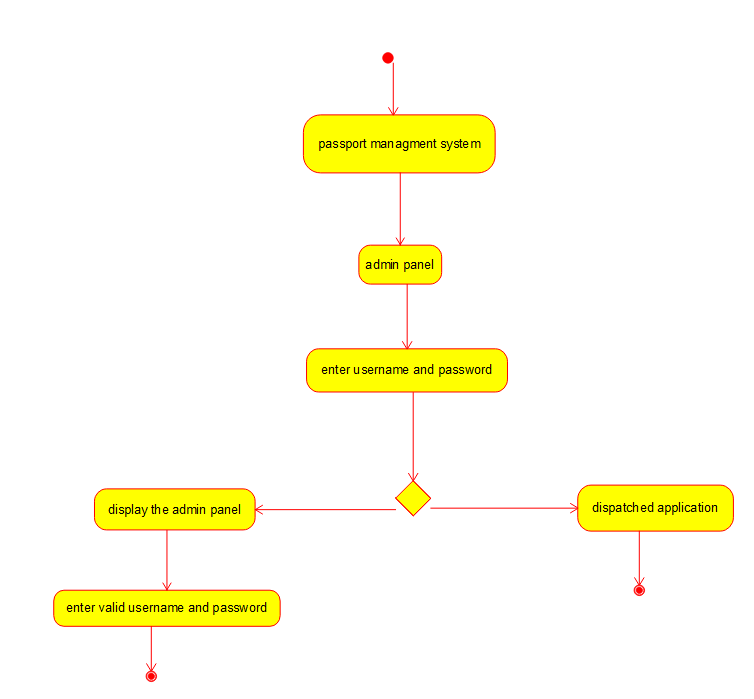 passport managment system
admin panel
enter username and password
display the admin panel
dispatched application
enter valid username and password